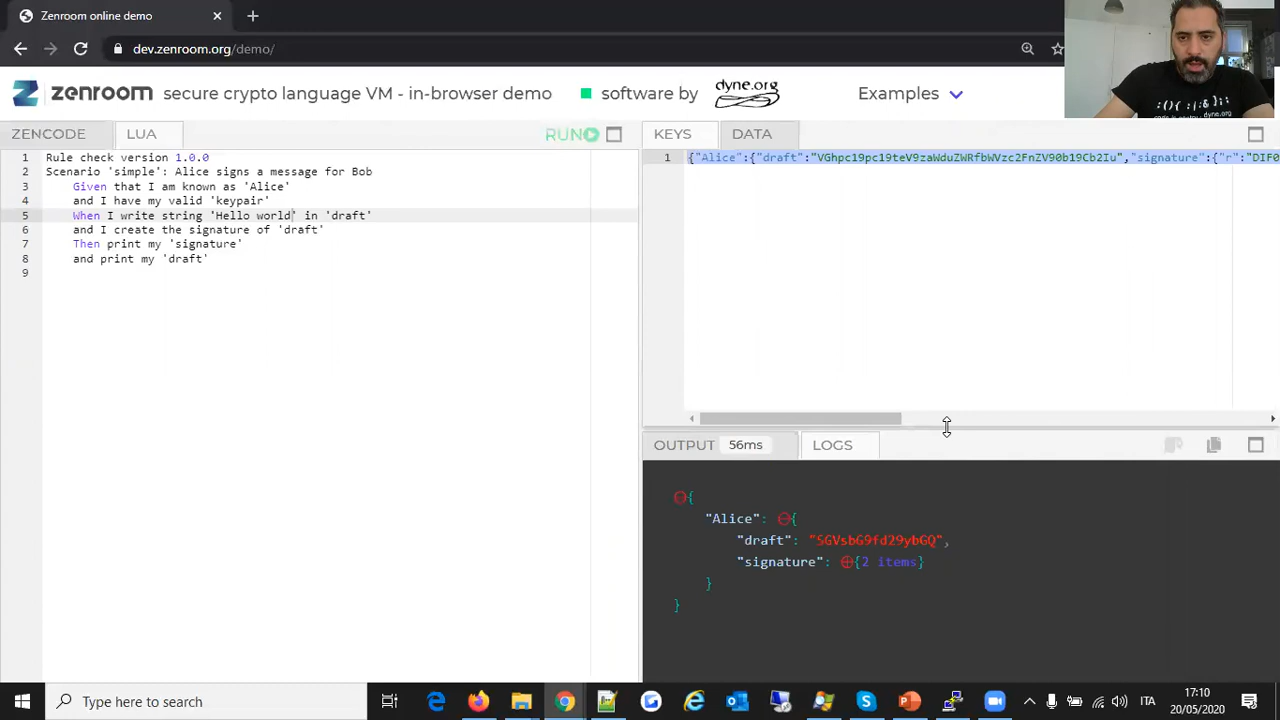 Zenroom online demo
dev.zenroom.org/demo/
zenroom secure crypto language VM - in-browser demo software by dyne.org Examples
ZENCODE LUA RUN KEYS DATA
1 Rule check version 1.0.0
2 Scenario 'simple': Alice signs a message for Bob
3 Given that I am known as 'Alice'
4 and I have my valid 'keypair'
5 When I write string 'Hello world' in 'draft'
6 and I create the signature of 'draft'
7 Then print my 'signature'
8 and print my 'draft'
9
1 {"Alice":{"draft":"VGhpc19pc19teV9zaWduZWRfbWVzc2FnZV90b19Cb2Iu","signature":{"r":"DIF0
OUTPUT 56ms LOGS
{
"Alice": {
"draft": "SGVsbG9fd29ybGQ",
"signature": {2 items}
}
}
Type here to search
ITA
17:10
20/05/2020